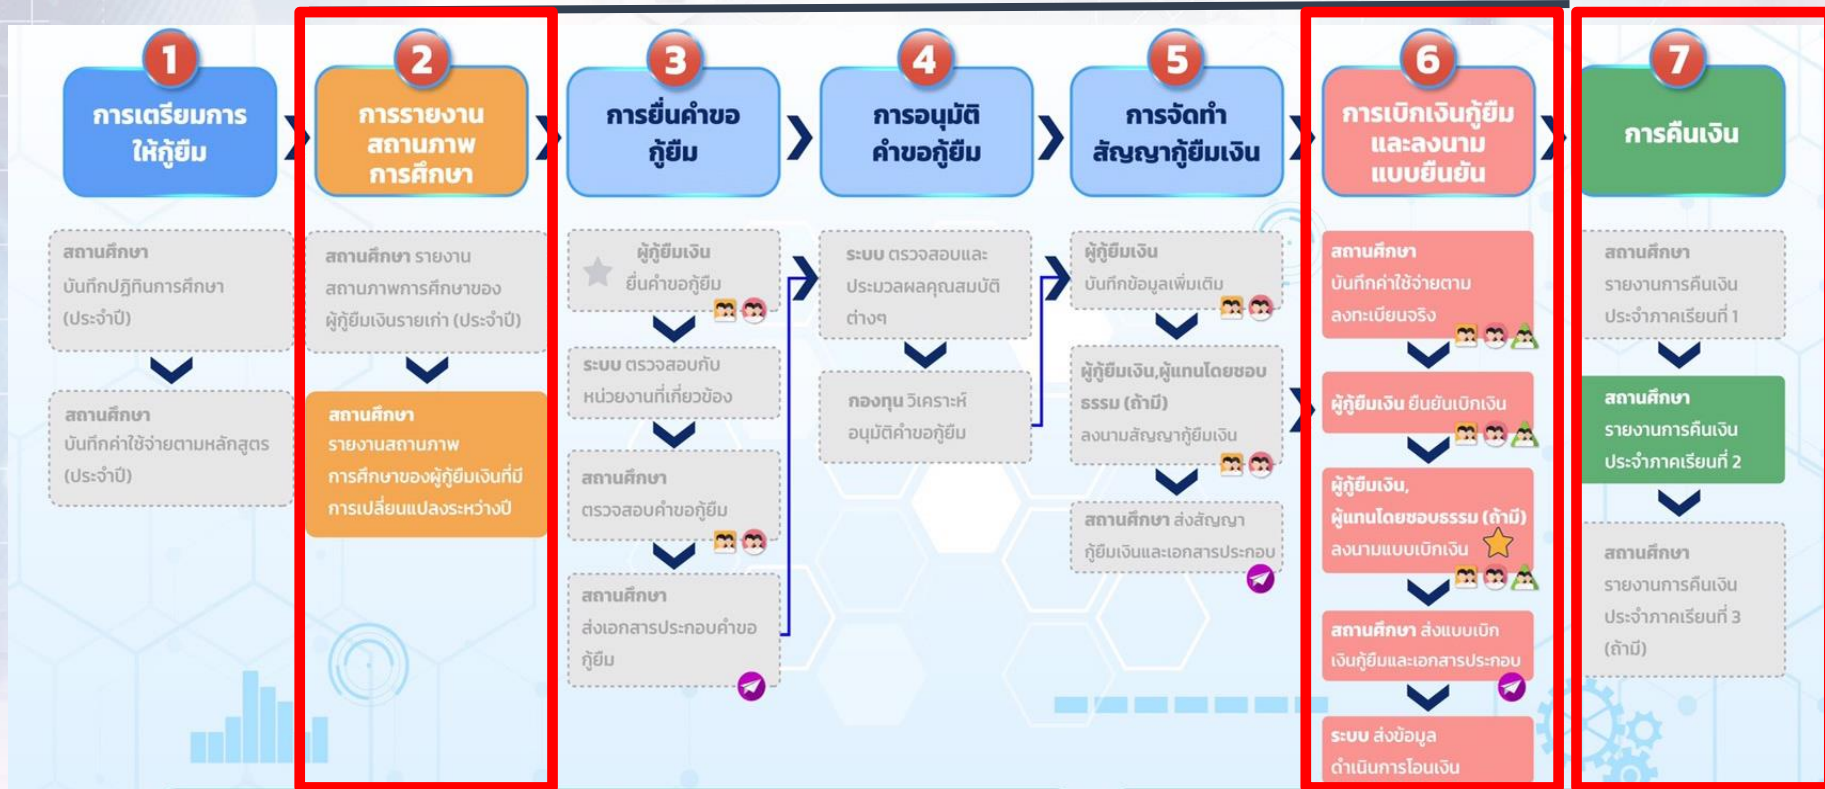 1
การเตรียมการ
ให้กู้ยืม
สถานศึกษา
บันทึกปฏิทินการศึกษา
(ประจำปี)
สถานศึกษา
บันทึกค่าใช้จ่ายตามหลักสูตร
(ประจำปี)
2
การรายงาน
สถานภาพ
การศึกษา
สถานศึกษา รายงาน
สถานภาพการศึกษาของ
ผู้กู้ยืมเงินรายเก่า (ประจำปี)
สถานศึกษา
รายงานสถานภาพ
การศึกษาของผู้กู้ยืมเงินที่มี
การเปลี่ยนแปลงระหว่างปี
3
การยื่นคำขอ
กู้ยืม
ผู้กู้ยืมเงิน
ยื่นคำขอกู้ยืม
ระบบ ตรวจสอบกับ
หน่วยงานที่เกี่ยวข้อง
สถานศึกษา
ตรวจสอบคำขอกู้ยืม
สถานศึกษา
ส่งเอกสารประกอบคำขอ
กู้ยืม
4
การอนุมัติ
คำขอกู้ยืม
ระบบ ตรวจสอบและ
ประมวลผลคุณสมบัติ
ต่างๆ
กองทุน วิเคราะห์
อนุมัติคำขอกู้ยืม
5
การจัดทำ
สัญญากู้ยืมเงิน
ผู้กู้ยืมเงิน
บันทึกข้อมูลเพิ่มเติม
ผู้กู้ยืมเงิน,ผู้แทนโดยชอบ
ธรรม (ถ้ามี)
ลงนามสัญญากู้ยืมเงิน
สถานศึกษา ส่งสัญญา
กู้ยืมเงินและเอกสารประกอบ
6
การเบิกเงินกู้ยืม
และลงนาม
แบบยืนยัน
สถานศึกษา
บันทึกค่าใช้จ่ายตาม
ลงทะเบียนจริง
ผู้กู้ยืมเงิน ยืนยันเบิกเงิน
ผู้กู้ยืมเงิน,
ผู้แทนโดยชอบธรรม (ถ้ามี)
ลงนามแบบเบิกเงิน
สถานศึกษา ส่งแบบเบิก
เงินกู้ยืมและเอกสารประกอบ
ระบบ ส่งข้อมูล
ดำเนินการโอนเงิน
7
การคืนเงิน
สถานศึกษา
รายงานการคืนเงิน
ประจำภาคเรียนที่ 1
สถานศึกษา
รายงานการคืนเงิน
ประจำภาคเรียนที่ 2
สถานศึกษา
รายงานการคืนเงิน
ประจำภาคเรียนที่ 3
(ถ้ามี)